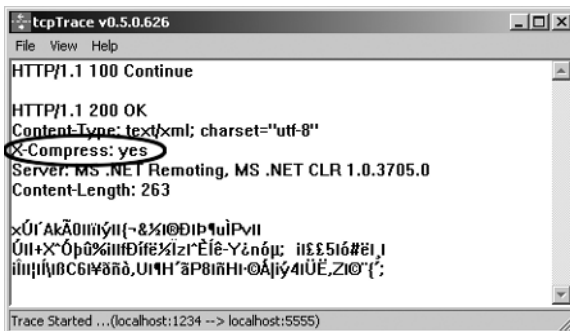 tcpTrace v0.5.0.626
File View Help
HTTP/1.1 100 Continue
HTTP/1.1 200 OK
Content-Type: text/xml; charset="utf-8"
X-Compress: yes
Server: MS .NET Remoting, MS .NET CLR 1.0.3705.0
Content-Length: 263
Trace Started ...(localhost:1234 --> localhost:5555)